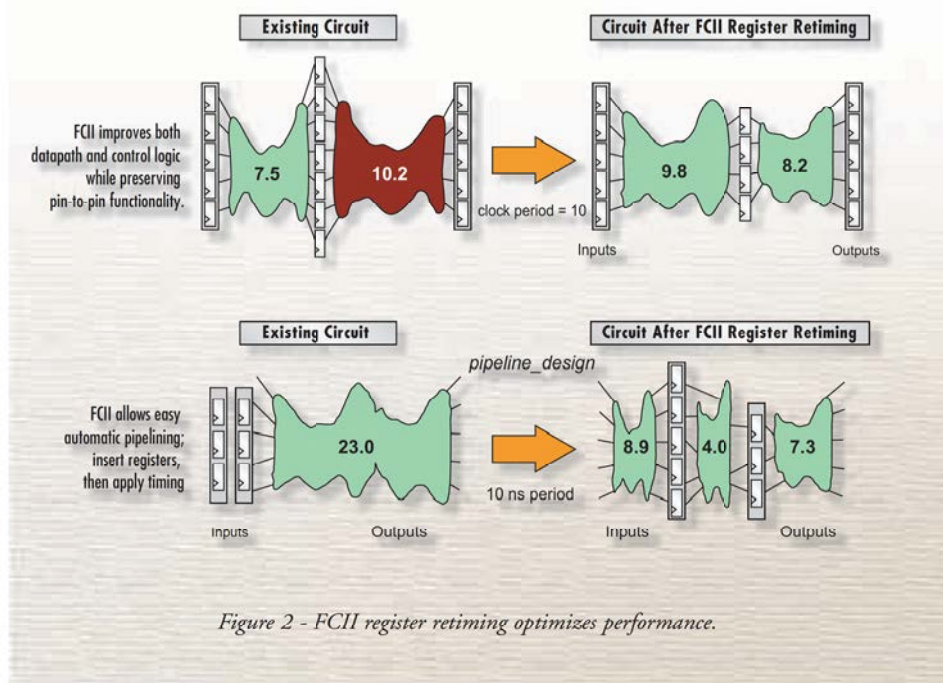 Existing Circuit
Circuit After FCII Register Retiming
FCII improves both
datapath and control logic
while preserving
pin-to-pin functionality.
7.5
10.2
clock period = 10
9.8
8.2
Inputs
Outputs
Existing Circuit
Circuit After FCII Register Retiming
pipeline_design
FCII allows easy
automatic pipelining;
insert registers,
then apply timing
23.0
10 ns period
8.9
4.0
7.3
Inputs
Outputs
Inputs
Outputs
Figure 2 - FCII register retiming optimizes performance.